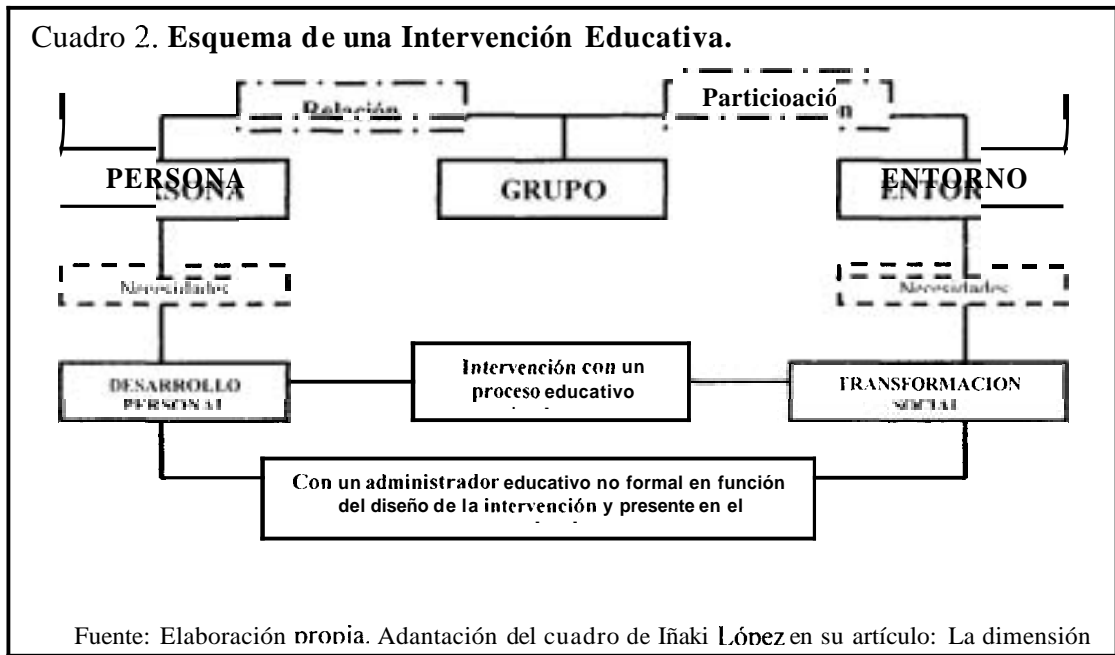 Cuadro 2. Esquema de una Intervención Educativa.
Relación
Particioació
PERSONA
GRUPO
ENTORNO
Necesidades
Necesidades
DESARROLLO
PERSONAL
Intervención con un
proceso educativo
TRANSFORMACION
SOCIAL
Con un administrador educativo no formal en función
del diseño de la intervención y presente en el
Fuente: Elaboración propia. Adantación del cuadro de Iñaki López en su artículo: La dimensión